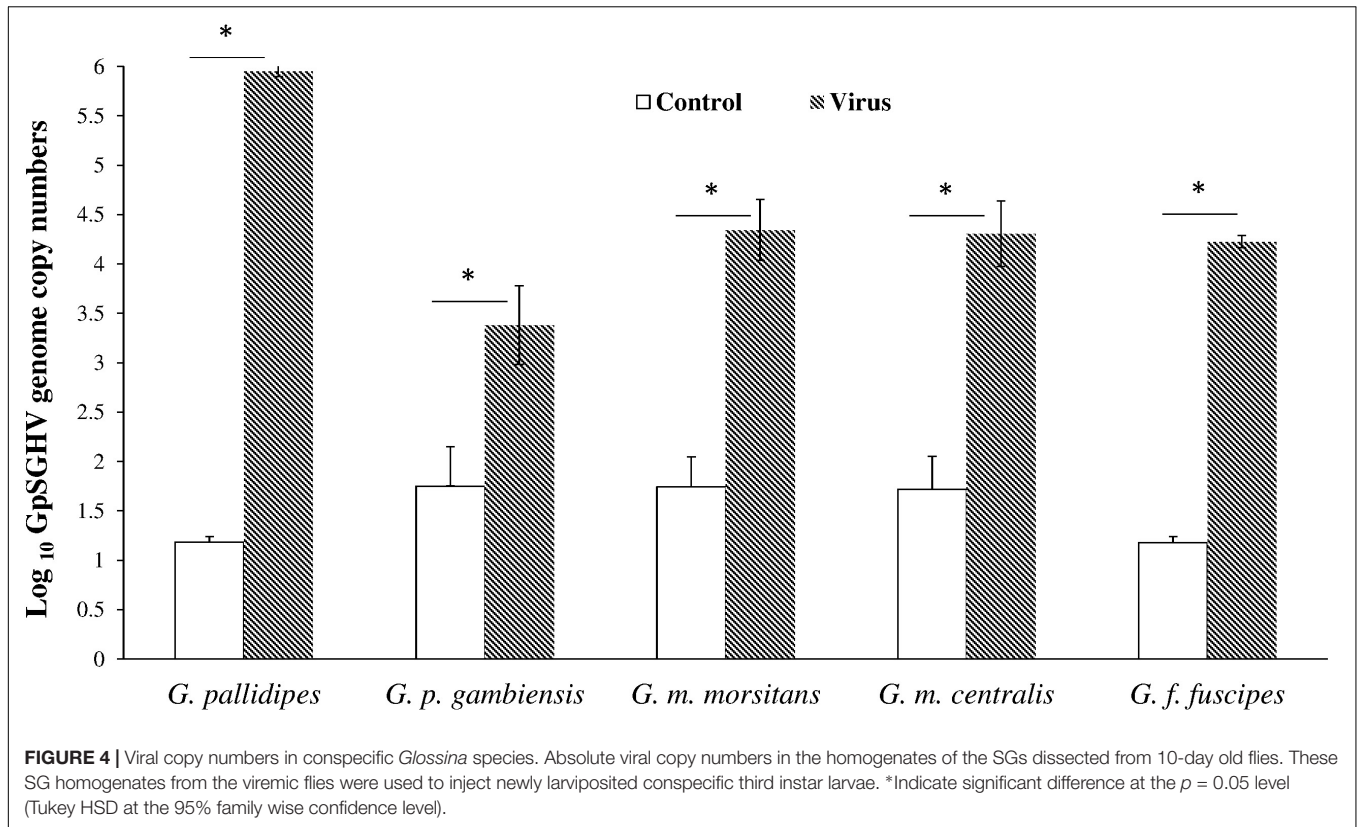 Log 10 GpSGHV genome copy numbers
6
5.5
5
4.5
4
3.5
3
2.5
2
1.5
1
0.5
0
Control
Virus
*
*
*
*
*
G. pallidipes
G. p. gambiensis
G. m. morsitans
G. m. centralis
G. f. fuscipes
FIGURE 4 | Viral copy numbers in conspecific Glossina species. Absolute viral copy numbers in the homogenates of the SGs dissected from 10-day old flies. These
SG homogenates from the viremic flies were used to inject newly larviposited conspecific third instar larvae. *Indicate significant difference at the p = 0.05 level
(Tukey HSD at the 95% family wise confidence level).